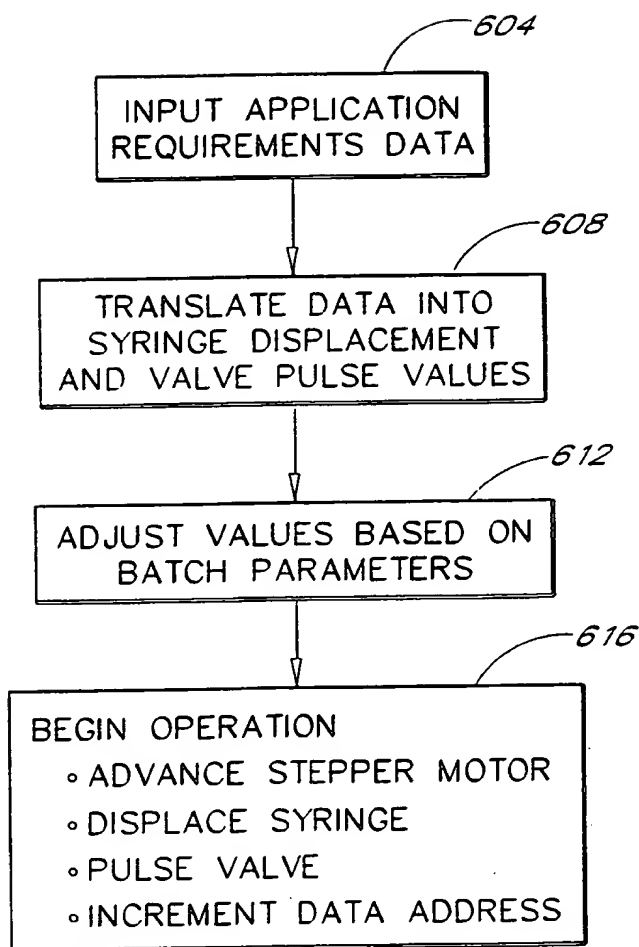 604
INPUT APPLICATION
REQUIREMENTS DATA
608
TRANSLATE DATA INTO
SYRINGE DISPLACEMENT
AND VALVE PULSE VALUES
612
ADJUST VALUES BASED ON
BATCH PARAMETERS
616
BEGIN OPERATION
∘ ADVANCE STEPPER MOTOR
∘ DISPLACE SYRINGE
∘ PULSE VALVE
∘ INCREMENT DATA ADDRESS